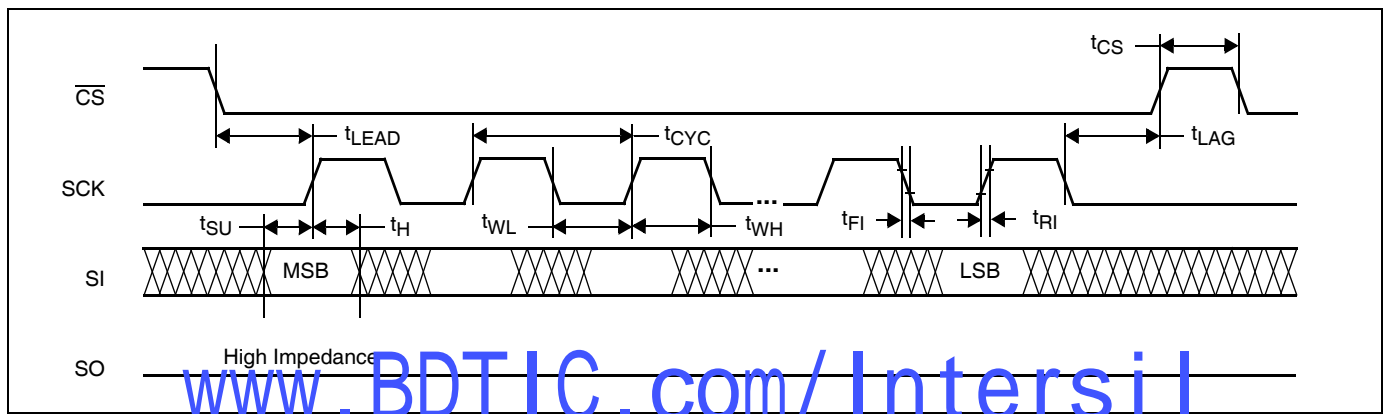 tCS
CS
tLEAD
tCYC
tLAG
SCK
tSU
tH
tWL
tWH
...
tFI
tRI
SI
MSB
...
LSB
High Impedance
SO
www.BDTIC.com/Intersil